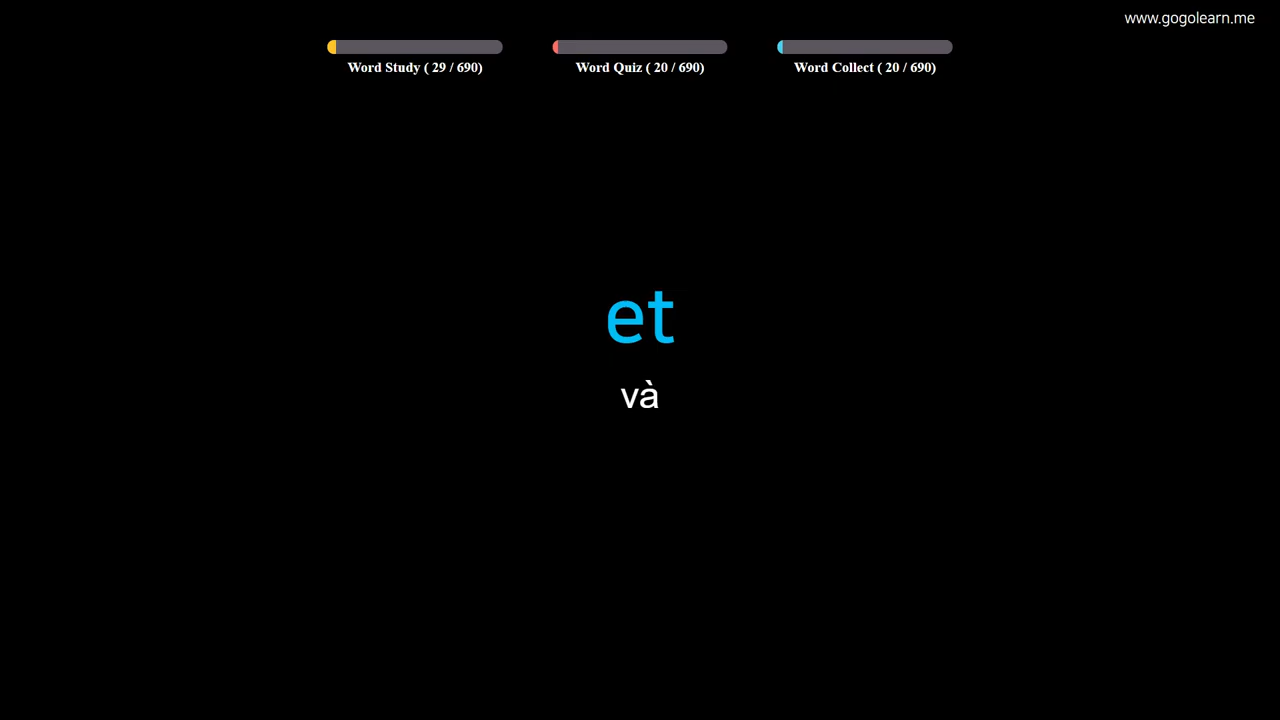 www.gogolearn.me
Word Study ( 29 / 690)
Word Quiz ( 20 / 690)
Word Collect ( 20 / 690)
et
và